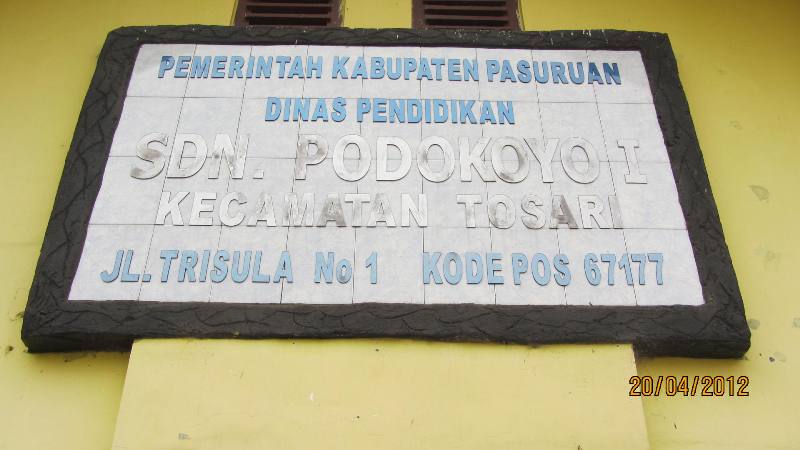 PEMERINTAH KABUPATEN PASURUAN
DINAS PENDIDIKAN
SDN. PODOKOYO I
KECAMATAN TOSARI
JL. TRISULA No 1 KODE POS 67177
20/04/2012